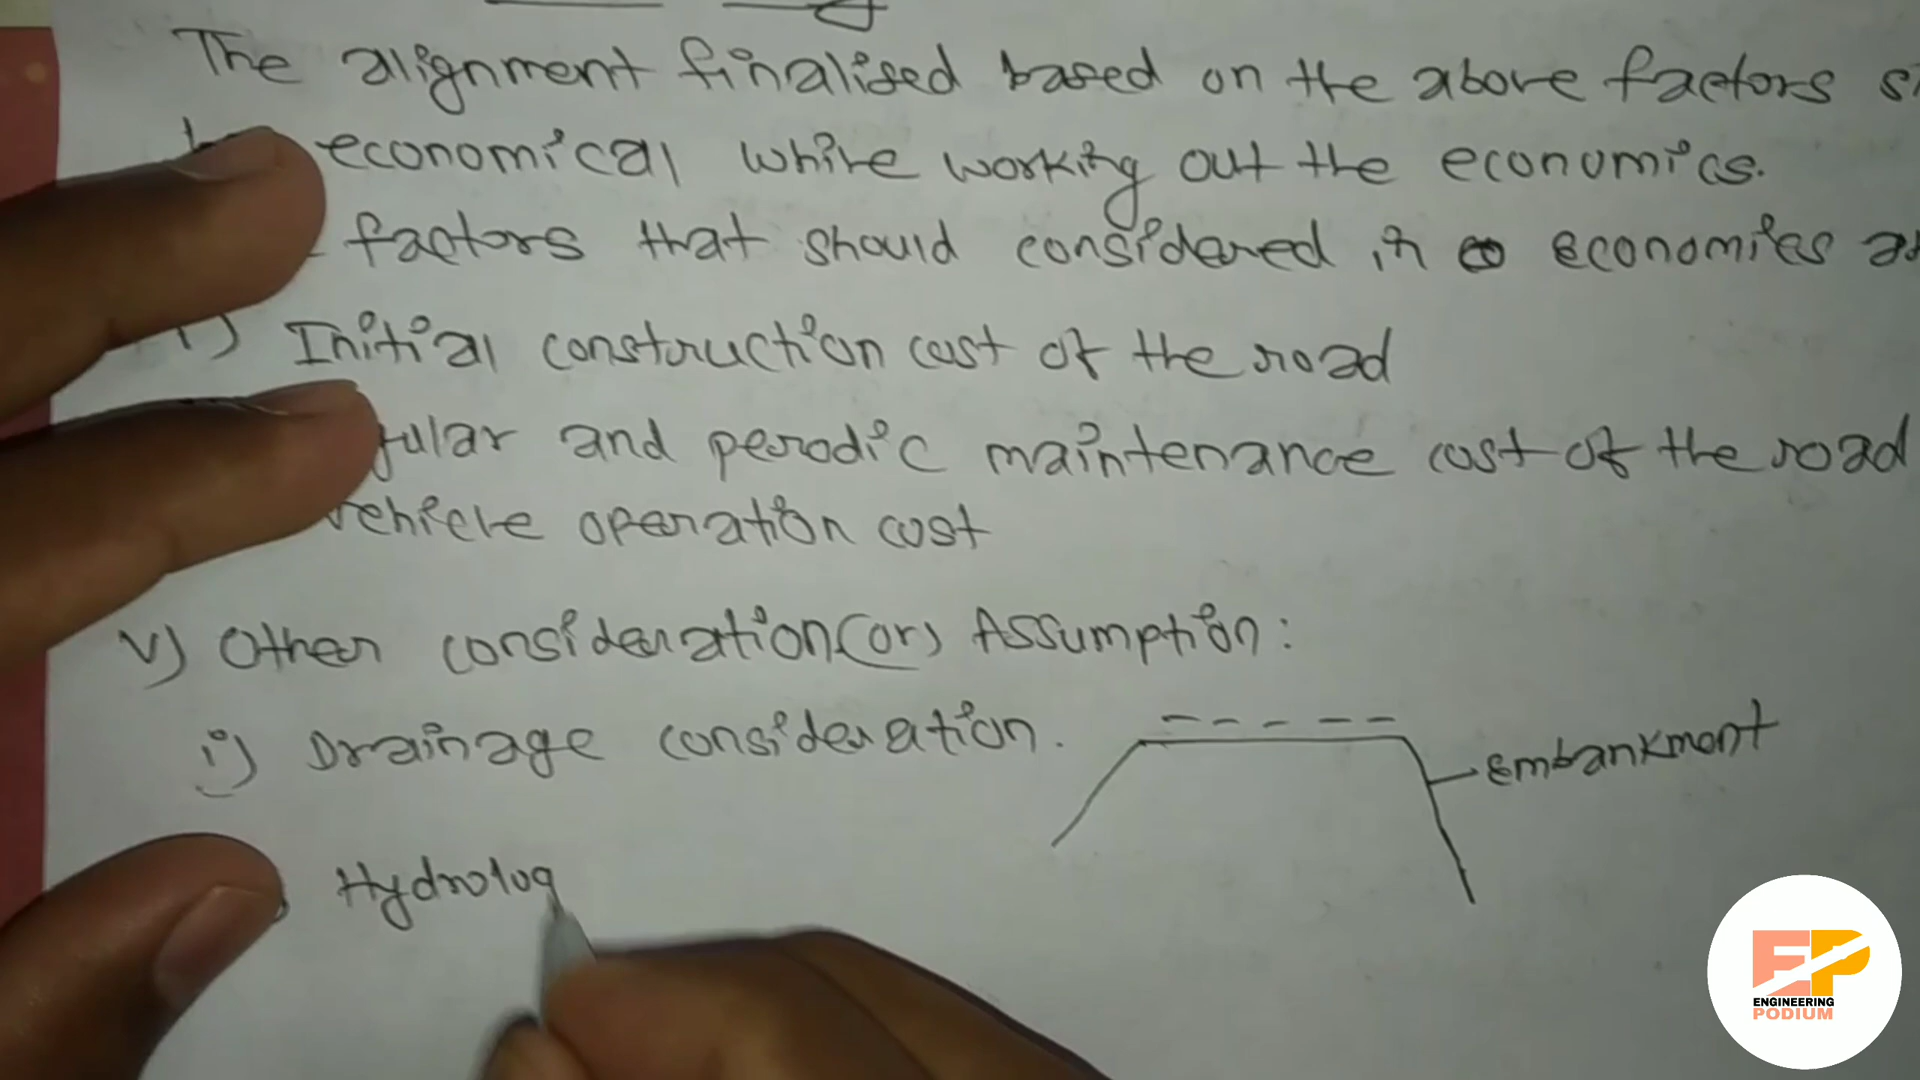 The alignment finalised based on the above factors
economical while working out the economics.
factors that should considered in economies
i) Initial construction cost of the road
and perodic maintenance cost of the road
vehicle operation cost
v) Other consideration (or) Assumption:
i) Drainage consideration.
embankment
Hydrolog
ENGINEERING
PODIUM